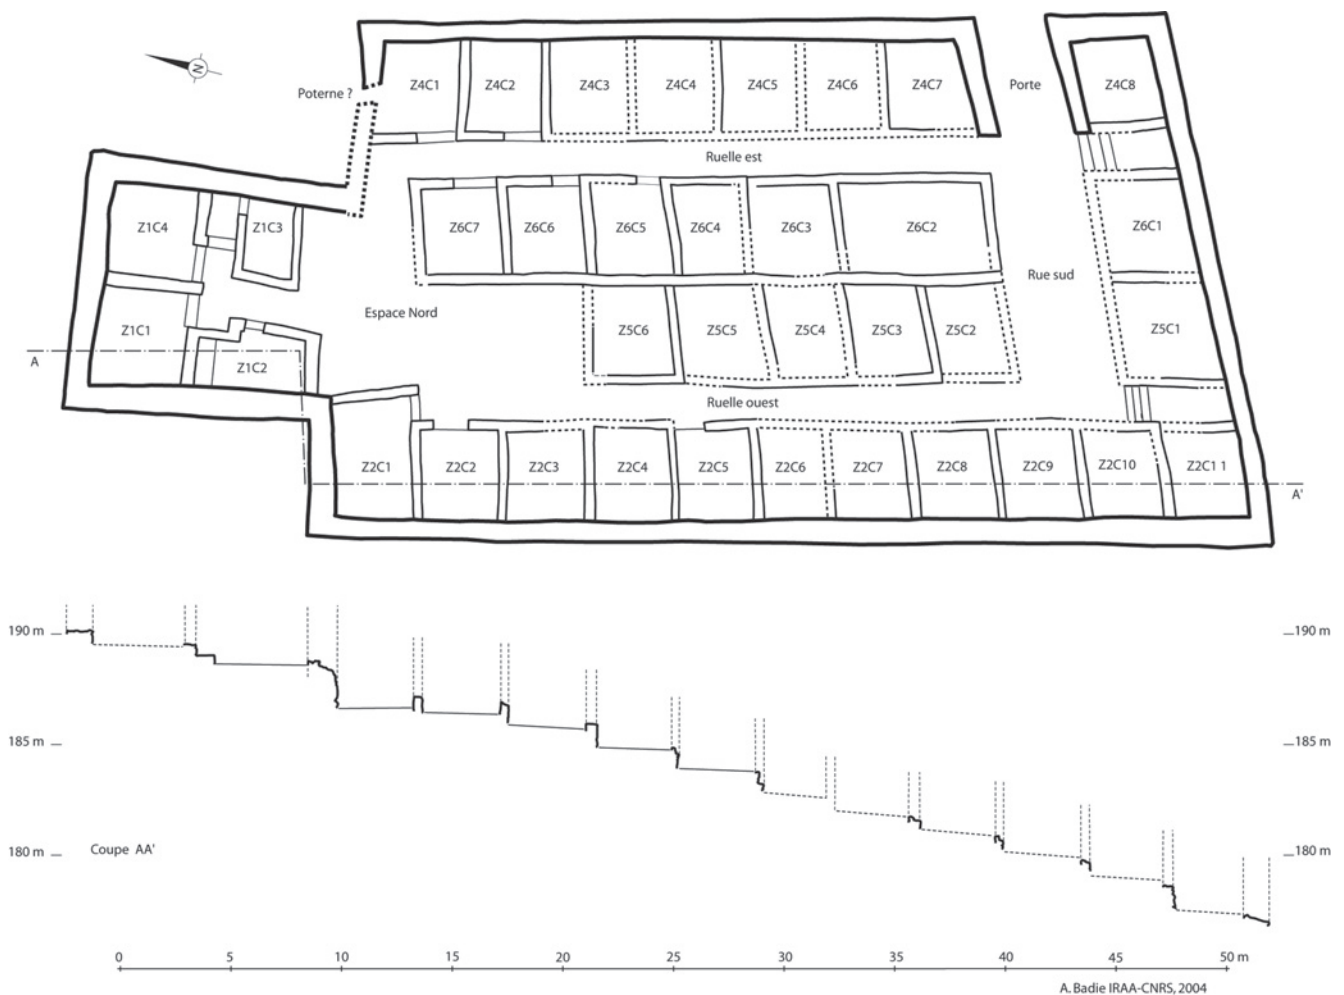 Z4C1 Z4C2 Z4C3 Z4C4 Z4C5 Z4C6 Z4C7 Porte Z4C8
Poterne ?
N
Ruelle est
Z1C4 Z1C3 Z6C7 Z6C6 Z6C5 Z6C4 Z6C3 Z6C2 Z6C1
Rue sud
Espace Nord
Z1C1 Z5C6 Z5C5 Z5C4 Z5C3 Z5C2 Z5C1
A
Z1C2
Ruelle ouest
Z2C1 Z2C2 Z2C3 Z2C4 Z2C5 Z2C6 Z2C7 Z2C8 Z2C9 Z2C10 Z2C11
A'
190 m 190 m
185 m 185 m
180 m Coupe AA' 180 m
0 5 10 15 20 25 30 35 40 45 50 m
A. Badie IRAA-CNRS, 2004